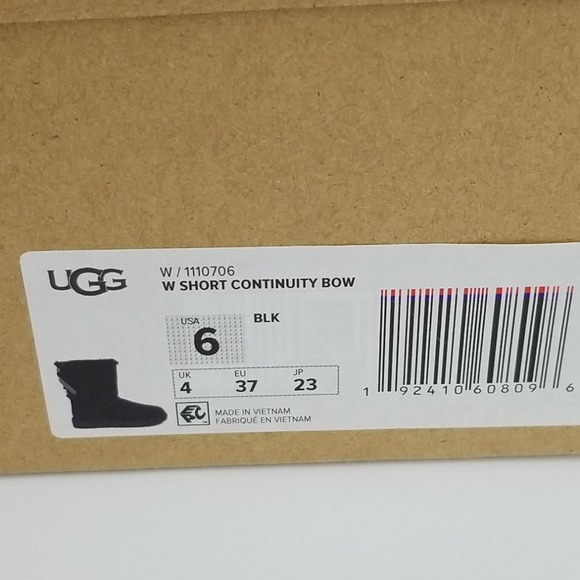 UGG
W / 1110706
W SHORT CONTINUITY BOW
USA
6
BLK
UK EU JP
4 37 23
MADE IN VIETNAM
FABRIQUÉ EN VIETNAM
1 92410 60809 6